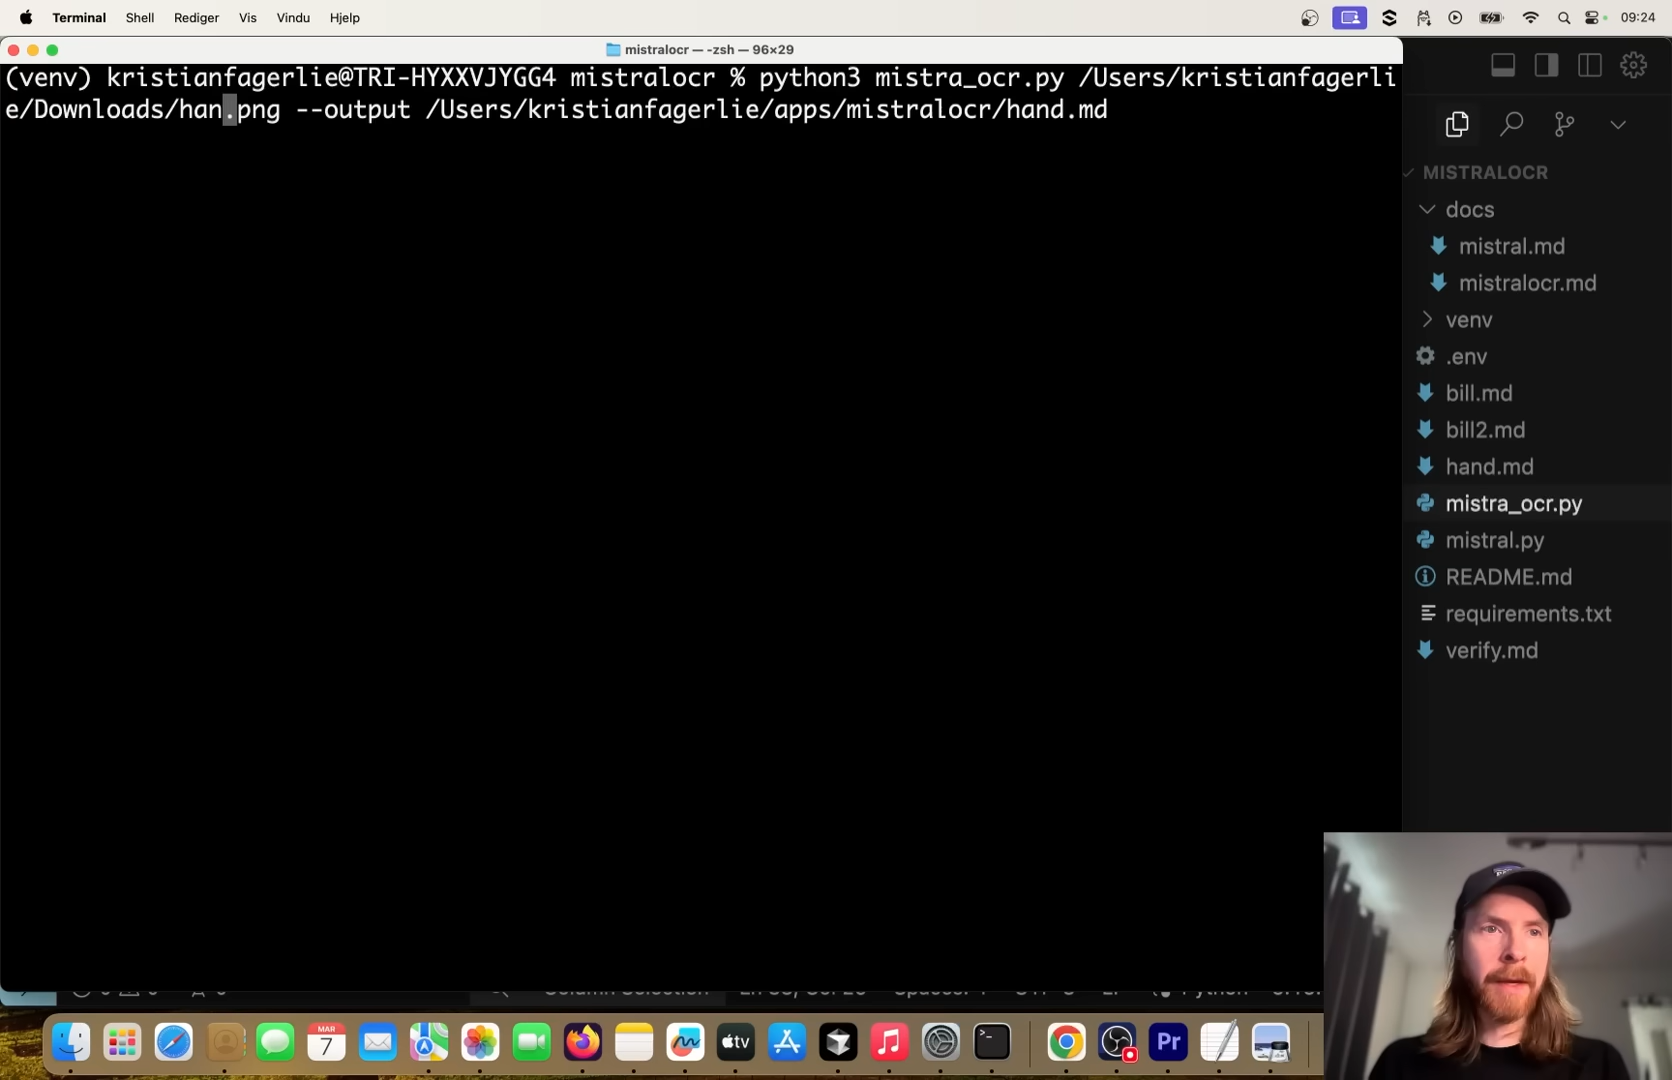 Terminal Shell Rediger Vis Vindu Hjelp 09:24
mistralocr — -zsh — 96×29
(venv) kristianfagerlie@TRI-HYXXVJYGG4 mistralocr % python3 mistra_ocr.py /Users/kristianfagerli
e/Downloads/han.png --output /Users/kristianfagerlie/apps/mistralocr/hand.md
MISTRALOCR
docs
mistral.md
mistralocr.md
venv
.env
bill.md
bill2.md
hand.md
mistra_ocr.py
mistral.py
README.md
requirements.txt
verify.md
MAR
7
tv
Pr